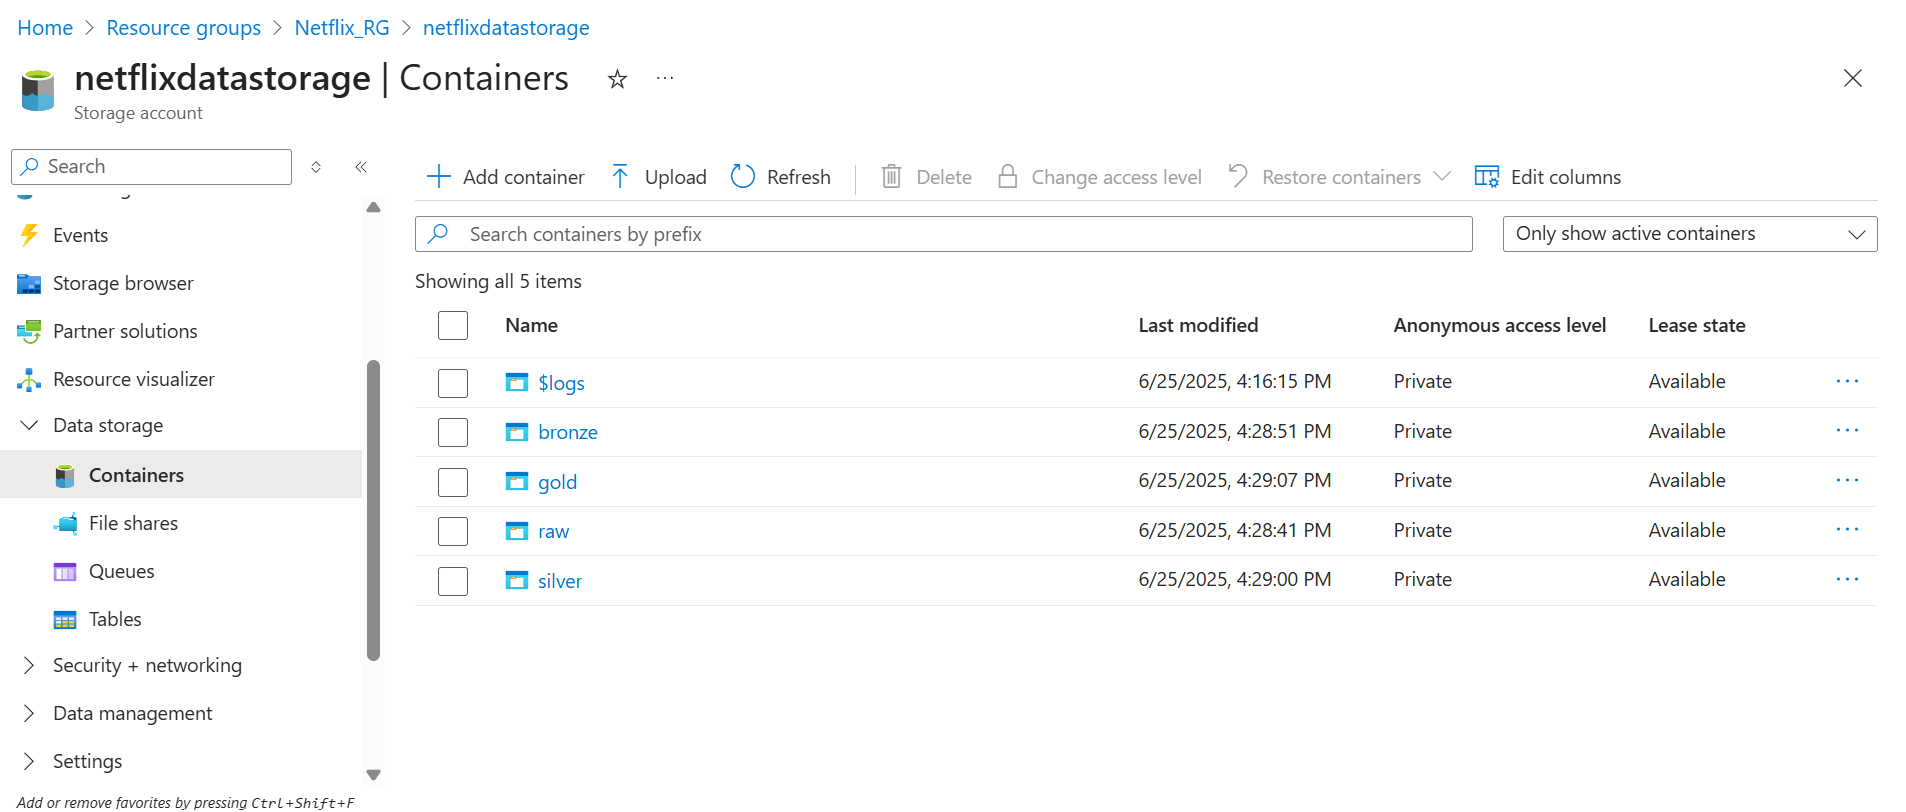 Home > Resource groups > Netflix_RG > netflixdatastorage
netflixdatastorage | Containers
Storage account
Search
Add container
Upload
Refresh
Delete
Change access level
Restore containers
Edit columns
Events
Storage browser
Partner solutions
Resource visualizer
Data storage
Containers
File shares
Queues
Tables
Security + networking
Data management
Settings
Add or remove favorites by pressing Ctrl+Shift+F
Search containers by prefix
Only show active containers
Showing all 5 items
Name Last modified Anonymous access level Lease state
$logs 6/25/2025, 4:16:15 PM Private Available
bronze 6/25/2025, 4:28:51 PM Private Available
gold 6/25/2025, 4:29:07 PM Private Available
raw 6/25/2025, 4:28:41 PM Private Available
silver 6/25/2025, 4:29:00 PM Private Available